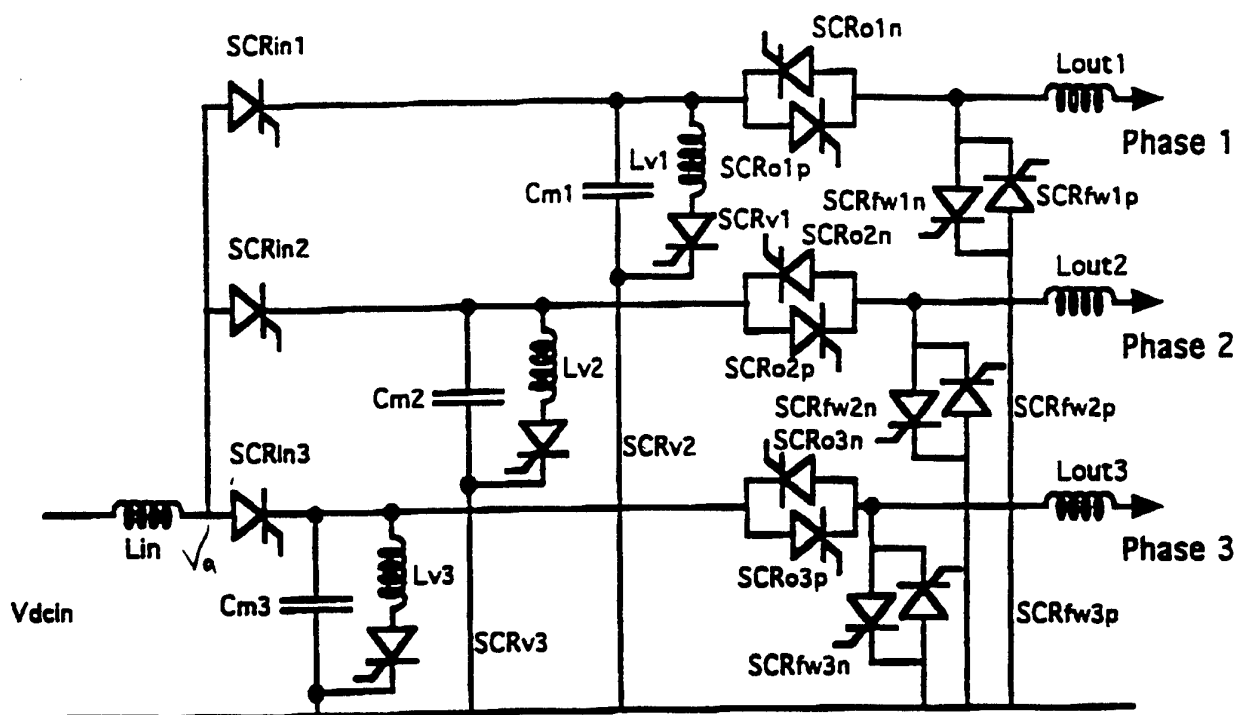 SCRo1n
SCRin1
Lout1
Phase 1
Lv1
SCRo1p
Cm1
SCRfw1n
SCRfw1p
SCRv1
SCRo2n
SCRin2
Lout2
Phase 2
Lv2
SCRo2p
Cm2
SCRfw2n
SCRfw2p
SCRo3n
SCRv2
SCRin3
Lout3
Lin
Va
Phase 3
Lv3
SCRo3p
Cm3
Vdcin
SCRfw3p
SCRv3
SCRfw3n